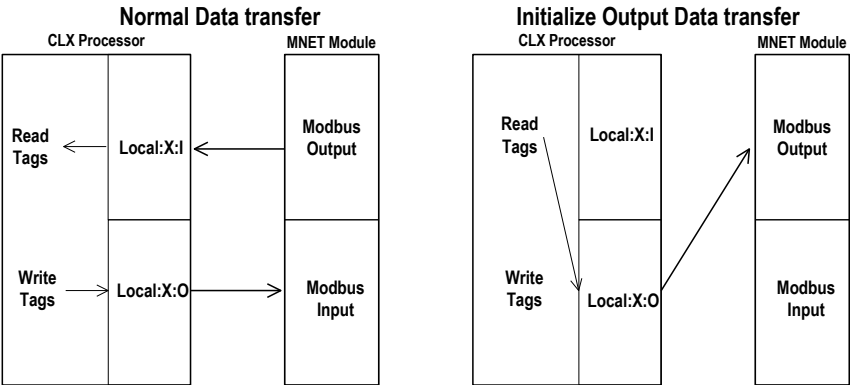 Normal Data transfer
CLX Processor
MNET Module
Read
Tags
Local:X:I
Modbus
Output
Write
Tags
Local:X:O
Modbus
Input
Initialize Output Data transfer
CLX Processor
MNET Module
Read
Tags
Local:X:I
Modbus
Output
Write
Tags
Local:X:O
Modbus
Input